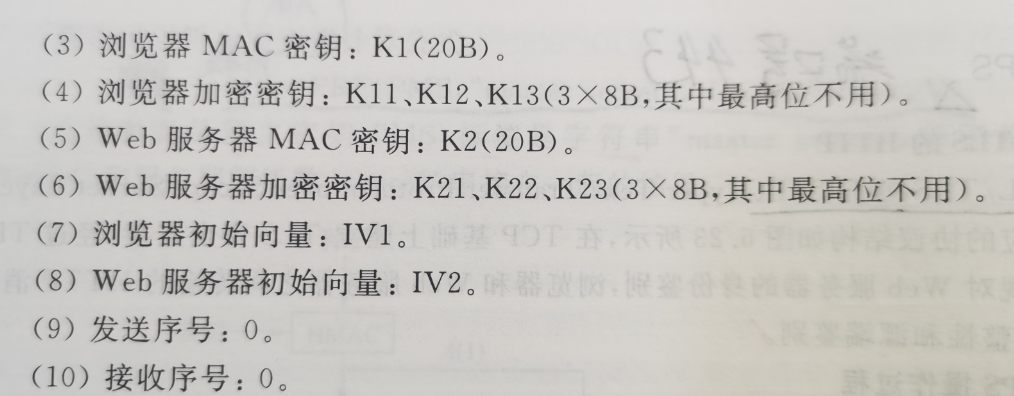 (3) 浏览器 MAC 密钥：K1(20B)。
(4) 浏览器加密密钥：K11、K12、K13(3×8B,其中最高位不用)。
(5) Web 服务器 MAC 密钥：K2(20B)。
(6) Web 服务器加密密钥：K21、K22、K23(3×8B,其中最高位不用)。
(7) 浏览器初始向量：IV1。
(8) Web 服务器初始向量：IV2。
(9) 发送序号：0。
(10) 接收序号：0。